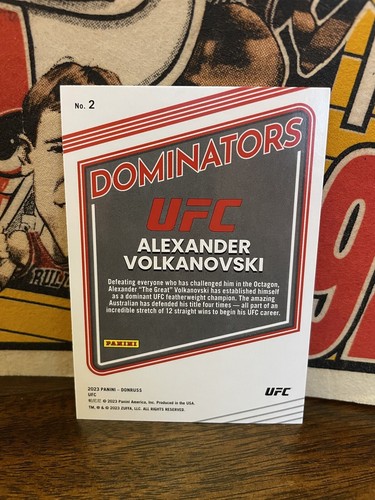 No. 2
DOMINATORS
UFC
ALEXANDER
VOLKANOVSKI
Defeating everyone who has challenged him in the Octagon,
Alexander "The Great" Volkanovski has established himself
as a dominant UFC featherweight champion. The amazing
Australian has defended his title four times — all part of an
incredible stretch of 12 straight wins to begin his UFC career.
PANINI
2023 PANINI - DONRUSS
UFC
© 2023 Panini America, Inc. Produced in the USA.
TM, ® & © 2023 ZUFFA, LLC. ALL RIGHTS RESERVED.
UFC
RUL
9